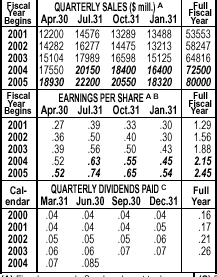 Fiscal Year Begins QUARTERLY SALES ($ mill.) A Full Fiscal Year
Apr.30 Jul.31 Oct.31 Jan.31
2001 12200 14576 13289 13488 53553
2002 14282 16277 14475 13213 58247
2003 15104 17989 16598 15125 64816
2004 17550 20150 18400 16400 72500
2005 18930 22200 20550 18320 80000
Fiscal Year Begins EARNINGS PER SHARE A B Full Fiscal Year
Apr.30 Jul.31 Oct.31 Jan.31
2001 .27 .39 .33 .30 1.29
2002 .36 .50 .40 .30 1.56
2003 .39 .56 .50 .43 1.88
2004 .52 .63 .55 .45 2.15
2005 .52 .74 .65 .54 2.45
Calendar QUARTERLY DIVIDENDS PAID C Full Year
Mar.31 Jun.30 Sep.30 Dec.31
2000 .04 .04 .04 .04 .16
2001 .04 .04 .04 .05 .17
2002 .05 .05 .05 .06 .21
2003 .06 .06 .07 .07 .26
2004 .07 .085